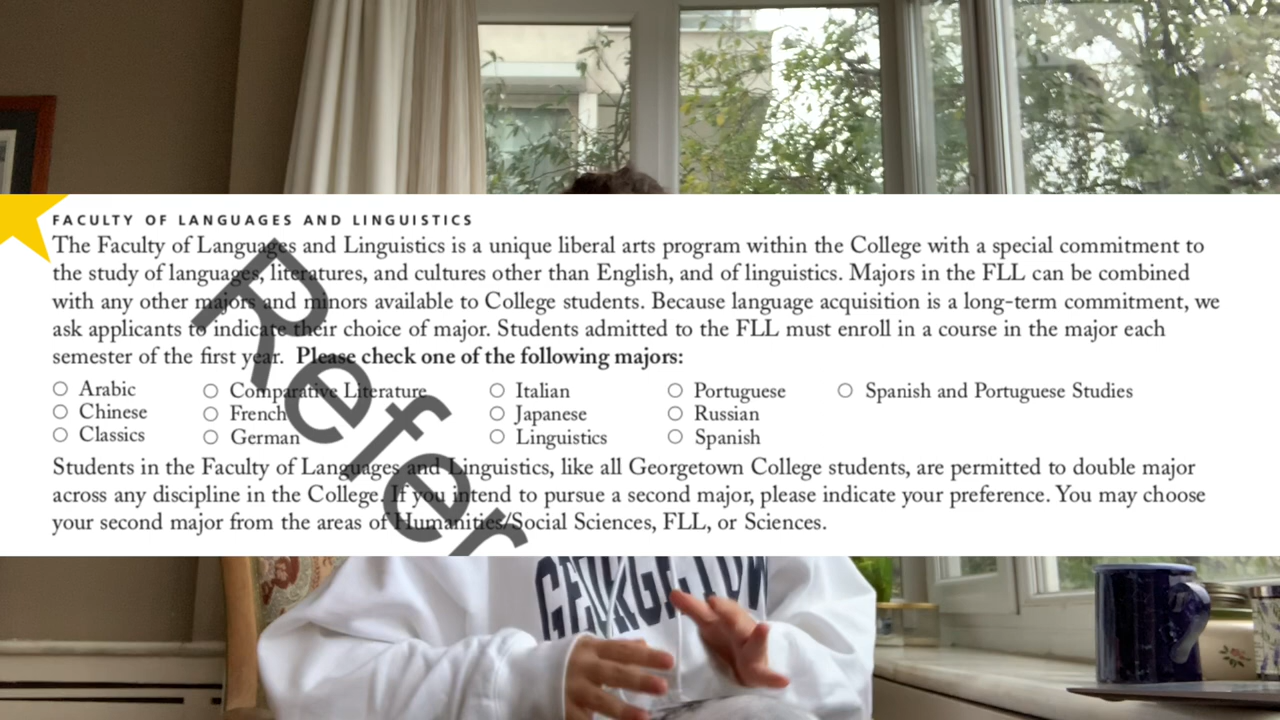 FACULTY OF LANGUAGES AND LINGUISTICS
The Faculty of Languages and Linguistics is a unique liberal arts program within the College with a special commitment to
the study of languages, literatures, and cultures other than English, and of linguistics. Majors in the FLL can be combined
with any other majors and minors available to College students. Because language acquisition is a long-term commitment, we
ask applicants to indicate their choice of major. Students admitted to the FLL must enroll in a course in the major each
semester of the first year. Please check one of the following majors:
Arabic Comparative Literature Italian Portuguese Spanish and Portuguese Studies
Chinese French Japanese Russian
Classics German Linguistics Spanish
Students in the Faculty of Languages and Linguistics, like all Georgetown College students, are permitted to double major
across any discipline in the College. If you intend to pursue a second major, please indicate your preference. You may choose
your second major from the areas of Humanities/Social Sciences, FLL, or Sciences.
Refer
GEORGETOW